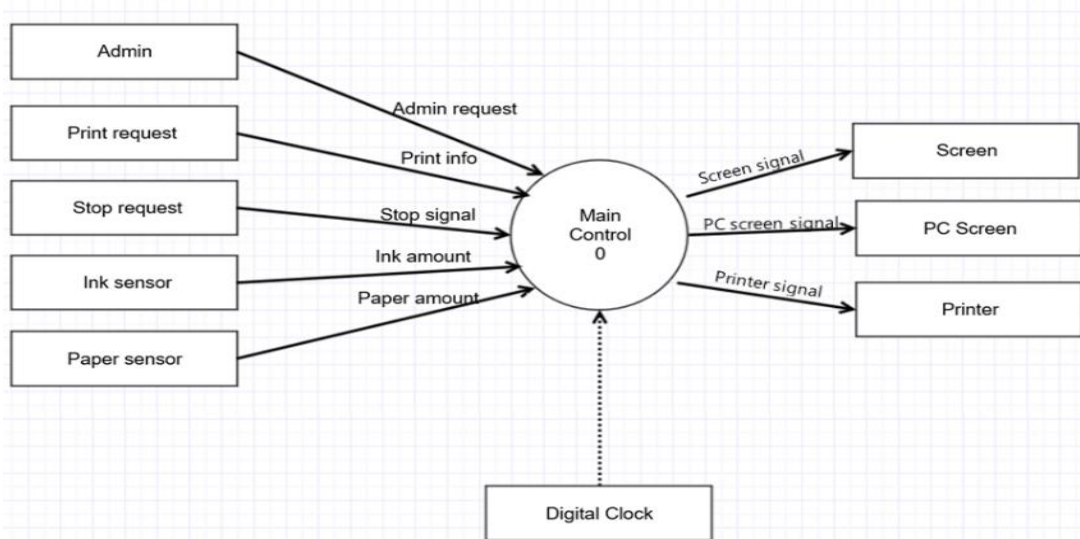 Admin
Admin request
Print request
Print info
Stop request
Stop signal
Ink sensor
Ink amount
Paper sensor
Paper amount
Main
Control
0
Screen signal
Screen
PC screen signal
PC Screen
Printer signal
Printer
Digital Clock